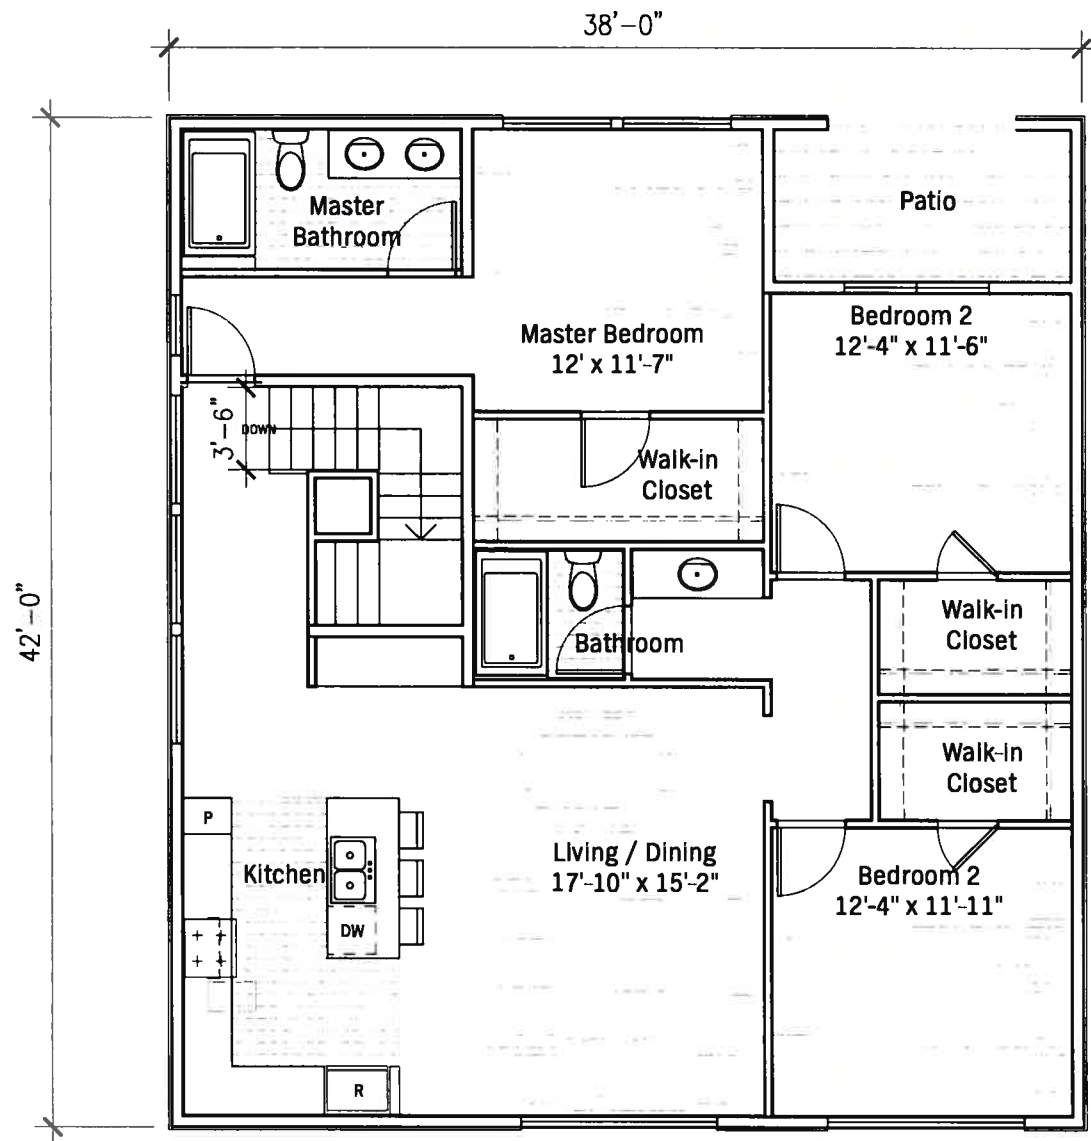 38'-0"
Master
Bathroom
Patio
Master Bedroom
12' x 11'-7"
Bedroom 2
12'-4" x 11'-6"
3'-6"
DOWN
Walk-in
Closet
42'-0"
Bathroom
Walk-in
Closet
Walk-in
Closet
P
Kitchen
Living / Dining
17'-10" x 15'-2"
Bedroom 2
12'-4" x 11'-11"
DW
R